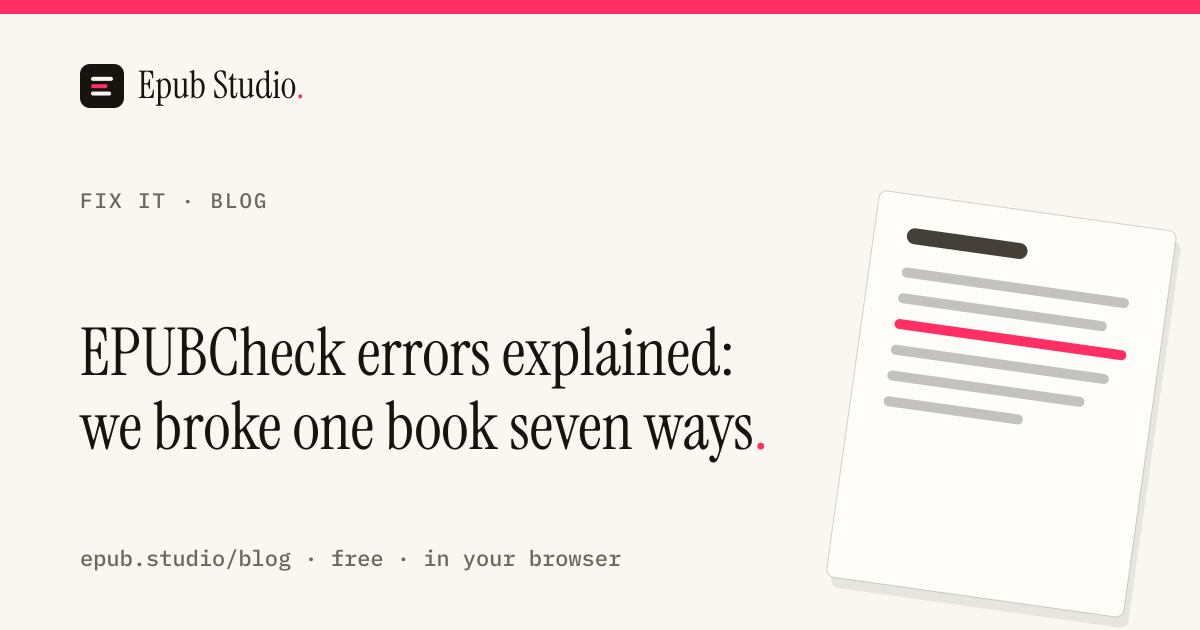 Epub Studio.
FIX IT · BLOG
EPUBCheck errors explained:
we broke one book seven ways.
epub.studio/blog · free · in your browser